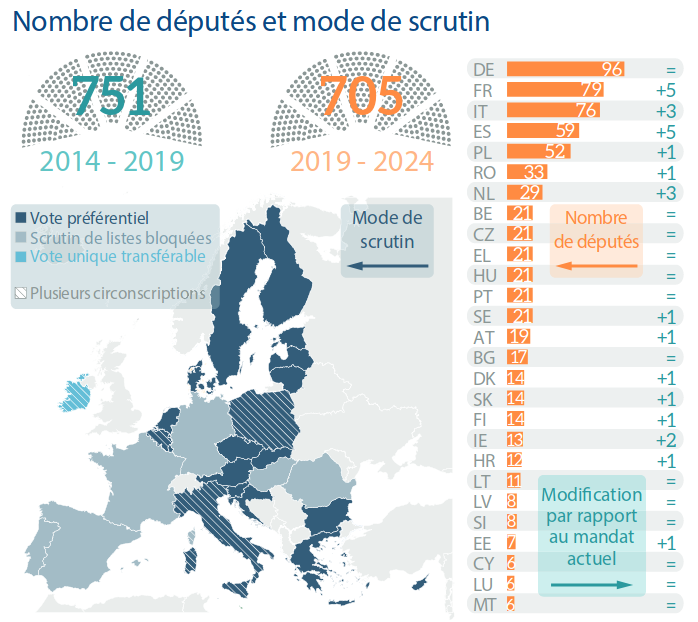 Nombre de députés et mode de scrutin
751
2014 - 2019
705
2019 - 2024
Vote préférentiel
Scrutin de listes bloquées
Vote unique transférable
Plusieurs circonscriptions
Mode de
scrutin
DE 96 =
FR 79 +5
IT 76 +3
ES 59 +5
PL 52 +1
RO 33 +1
NL 29 +3
BE 21 =
CZ 21 =
EL 21 =
HU 21 =
PT 21 =
SE 21 +1
AT 19 +1
BG 17 =
DK 14 +1
SK 14 +1
FI 14 +1
IE 13 +2
HR 12 +1
LT 11 =
LV 8 =
SI 8 =
EE 7 +1
CY 6 =
LU 6 =
MT 6 =
Nombre
de députés
Modification
par rapport
au mandat
actuel